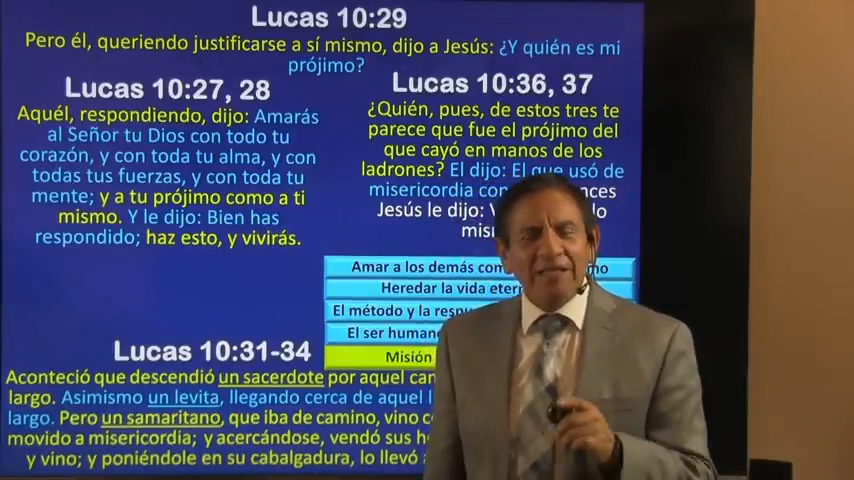 Lucas 10:29
Pero él, queriendo justificarse a sí mismo, dijo a Jesús: ¿Y quién es mi
prójimo?
Lucas 10:27, 28
Aquél, respondiendo, dijo: Amarás
al Señor tu Dios con todo tu
corazón, y con toda tu alma, y con
todas tus fuerzas, y con toda tu
mente; y a tu prójimo como a ti
mismo. Y le dijo: Bien has
respondido; haz esto, y vivirás.
Lucas 10:36, 37
¿Quién, pues, de estos tres te
parece que fue el prójimo del
que cayó en manos de los
ladrones? El dijo: El que usó de
misericordia con
Jesús le dijo:
Amar a los demás
Heredar la vida
El método y la
El ser
Misión
Lucas 10:31-34
Aconteció que descendió un sacerdote por aquel
largo. Asimismo un levita, llegando cerca de aquel
largo. Pero un samaritano, que iba de camino, vino
movido a misericordia; y acercándose, vendó sus
y vino; y poniéndole en su cabalgadura, lo llevó